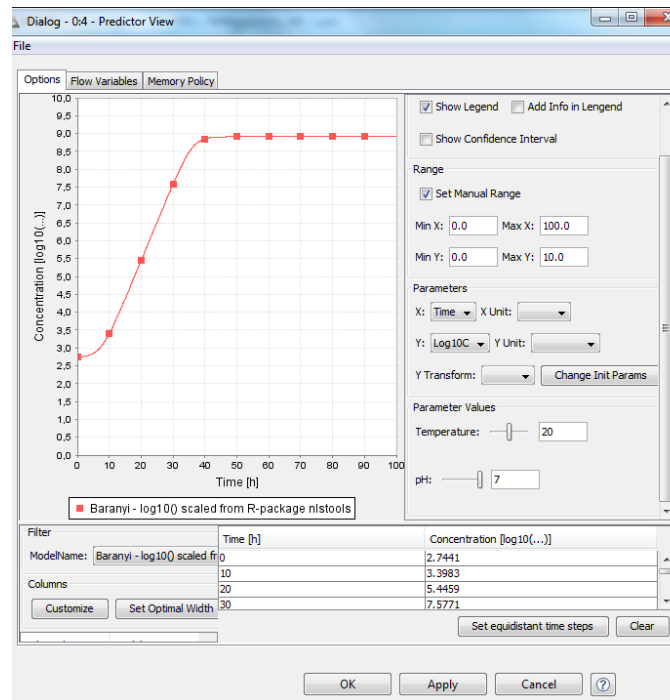 Dialog - 0:4 - Predictor View
File
Options Flow Variables Memory Policy
10,0
9,5
9,0
8,5
8,0
7,5
7,0
6,5
6,0
5,5
5,0
4,5
4,0
3,5
3,0
2,5
2,0
1,5
1,0
0,5
0,0
Concentration [log10(...)]
0 10 20 30 40 50 60 70 80 90 100
Time [h]
Baranyi - log10() scaled from R-package nlstools
Show Legend Add Info in Lengend
Show Confidence Interval
Range
Set Manual Range
Min X: 0.0 Max X: 100.0
Min Y: 0.0 Max Y: 10.0
Parameters
X: Time X Unit:
Y: Log10C Y Unit:
Y Transform: Change Init Params
Parameter Values
Temperature: 20
pH: 7
Filter
ModelName: Baranyi - log10() scaled fr
Columns
Customize Set Optimal Width
Time [h] Concentration [log10(...)]
0 2.7441
10 3.3983
20 5.4459
30 7.5771
Set equidistant time steps Clear
OK Apply Cancel ?